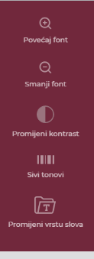 Povećaj font
Smanji font
Promijeni kontrast
Sivi tonovi
Promijeni vrstu slova